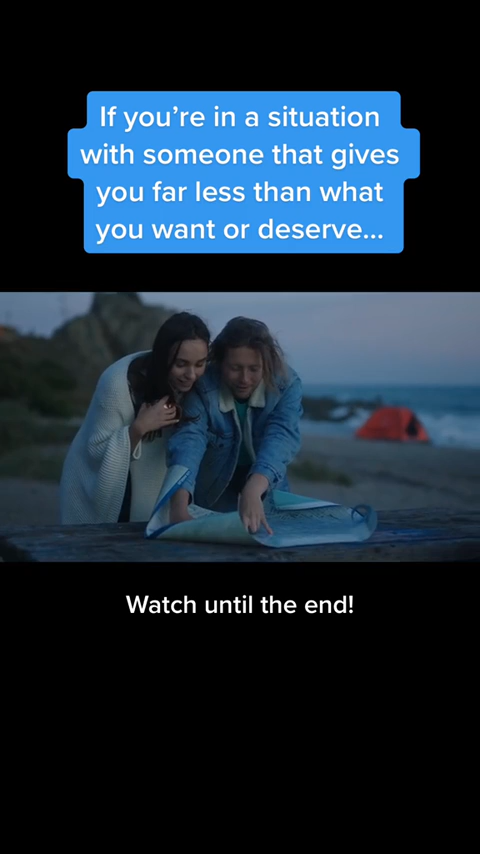 If you’re in a situation
with someone that gives
you far less than what
you want or deserve...
Watch until the end!